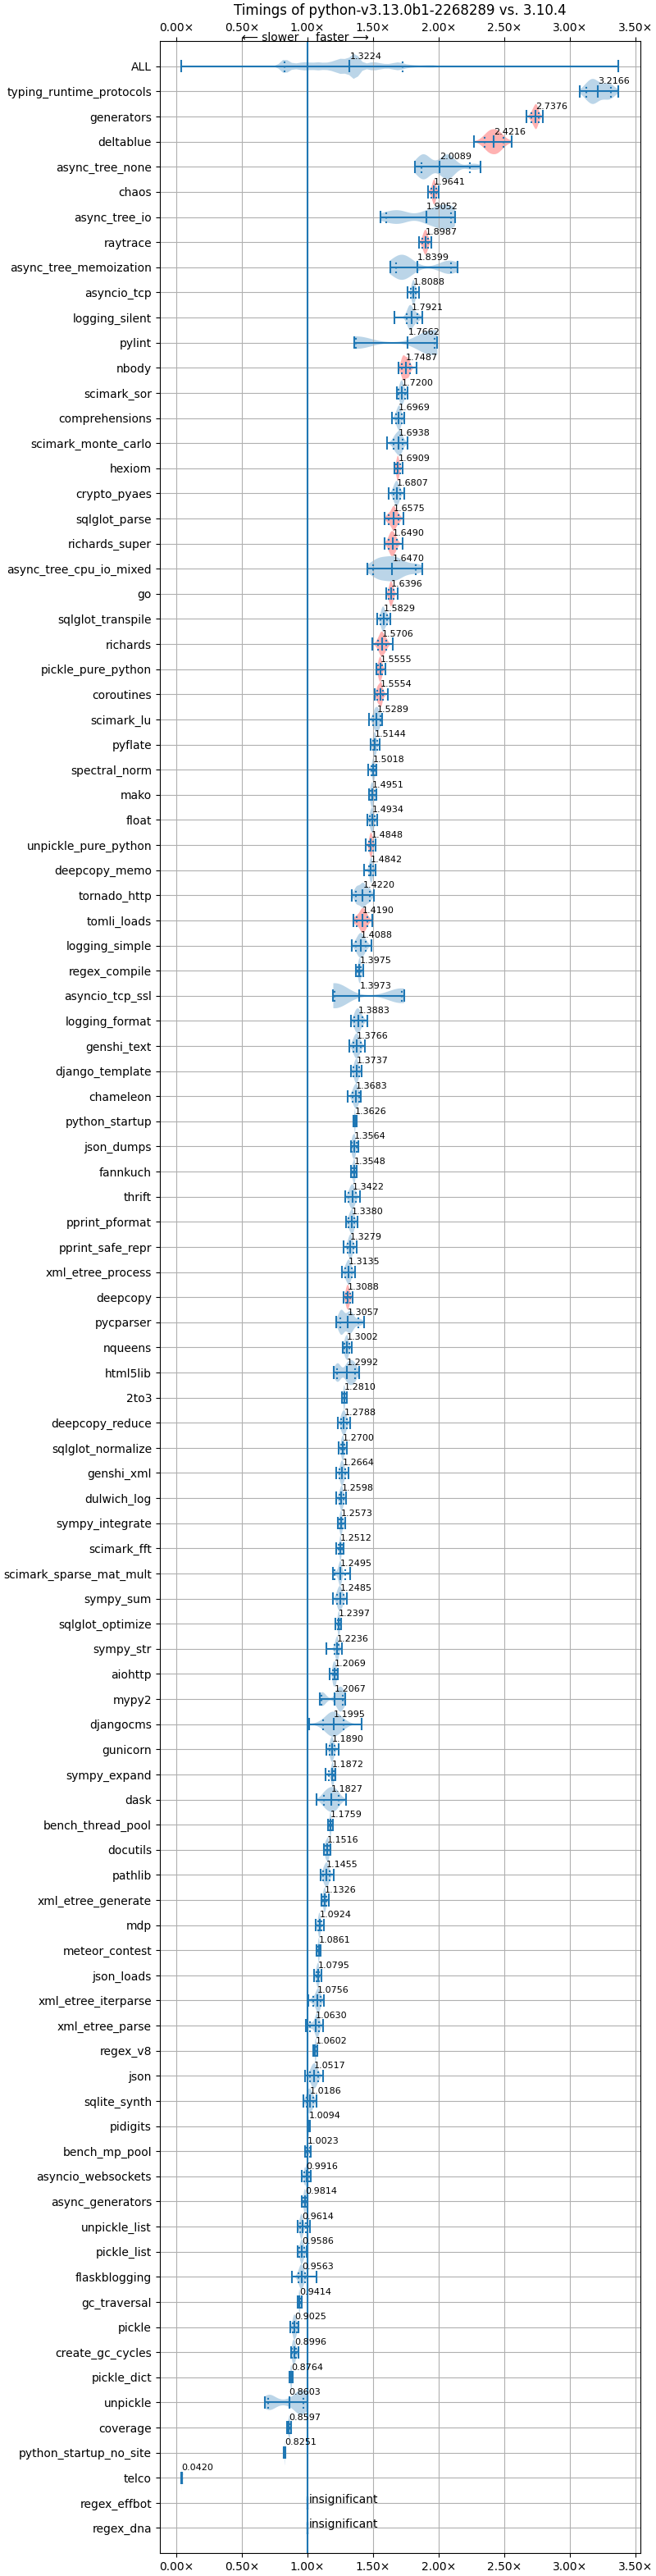 Timings of python-v3.13.0b1-2268289 vs. 3.10.4
0.00× 0.50× 1.00× 1.50× 2.00× 2.50× 3.00× 3.50×
⟵ slower faster ⟶
ALL 1.3224
typing_runtime_protocols 3.2166
generators 2.7376
deltablue 2.4216
async_tree_none 2.0089
chaos 1.9641
async_tree_io 1.9052
raytrace 1.8987
async_tree_memoization 1.8399
asyncio_tcp 1.8088
logging_silent 1.7921
pylint 1.7662
nbody 1.7487
scimark_sor 1.7200
comprehensions 1.6969
scimark_monte_carlo 1.6938
hexiom 1.6909
crypto_pyaes 1.6807
sqlglot_parse 1.6575
richards_super 1.6490
async_tree_cpu_io_mixed 1.6470
go 1.6396
sqlglot_transpile 1.5829
richards 1.5706
pickle_pure_python 1.5555
coroutines 1.5554
scimark_lu 1.5289
pyflate 1.5144
spectral_norm 1.5018
mako 1.4951
float 1.4934
unpickle_pure_python 1.4848
deepcopy_memo 1.4842
tornado_http 1.4220
tomli_loads 1.4190
logging_simple 1.4088
regex_compile 1.3975
asyncio_tcp_ssl 1.3973
logging_format 1.3883
genshi_text 1.3766
django_template 1.3737
chameleon 1.3683
python_startup 1.3626
json_dumps 1.3564
fannkuch 1.3548
thrift 1.3422
pprint_pformat 1.3380
pprint_safe_repr 1.3279
xml_etree_process 1.3135
deepcopy 1.3088
pycparser 1.3057
nqueens 1.3002
html5lib 1.2992
2to3 1.2810
deepcopy_reduce 1.2788
sqlglot_normalize 1.2700
genshi_xml 1.2664
dulwich_log 1.2598
sympy_integrate 1.2573
scimark_fft 1.2512
scimark_sparse_mat_mult 1.2495
sympy_sum 1.2485
sqlglot_optimize 1.2397
sympy_str 1.2236
aiohttp 1.2069
mypy2 1.2067
djangocms 1.1995
gunicorn 1.1890
sympy_expand 1.1872
dask 1.1827
bench_thread_pool 1.1759
docutils 1.1516
pathlib 1.1455
xml_etree_generate 1.1326
mdp 1.0924
meteor_contest 1.0861
json_loads 1.0795
xml_etree_iterparse 1.0756
xml_etree_parse 1.0630
regex_v8 1.0602
json 1.0517
sqlite_synth 1.0186
pidigits 1.0094
bench_mp_pool 1.0023
asyncio_websockets 0.9916
async_generators 0.9814
unpickle_list 0.9614
pickle_list 0.9586
flaskblogging 0.9563
gc_traversal 0.9414
pickle 0.9025
create_gc_cycles 0.8996
pickle_dict 0.8764
unpickle 0.8603
coverage 0.8597
python_startup_no_site 0.8251
telco 0.0420
regex_effbot insignificant
regex_dna insignificant
0.00× 0.50× 1.00× 1.50× 2.00× 2.50× 3.00× 3.50×